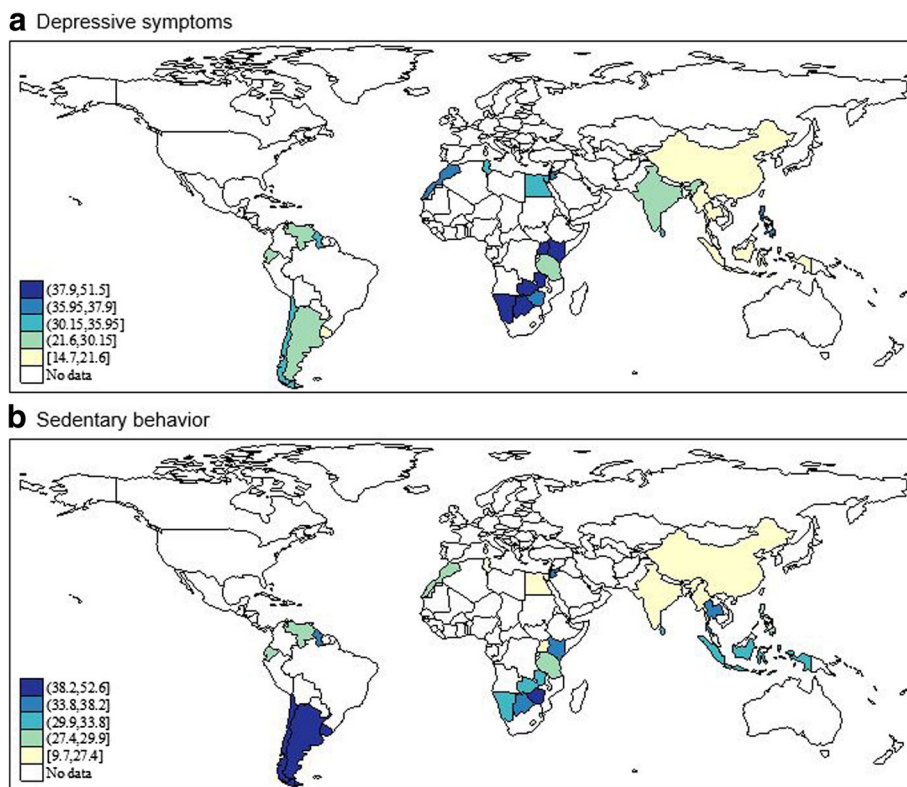 a Depressive symptoms
(37.9,51.5]
(35.95,37.9]
(30.15,35.95]
(21.6,30.15]
[14.7,21.6]
No data
b Sedentary behavior
(38.2,52.6]
(33.8,38.2]
(29.9,33.8]
(27.4,29.9]
[9.7,27.4]
No data